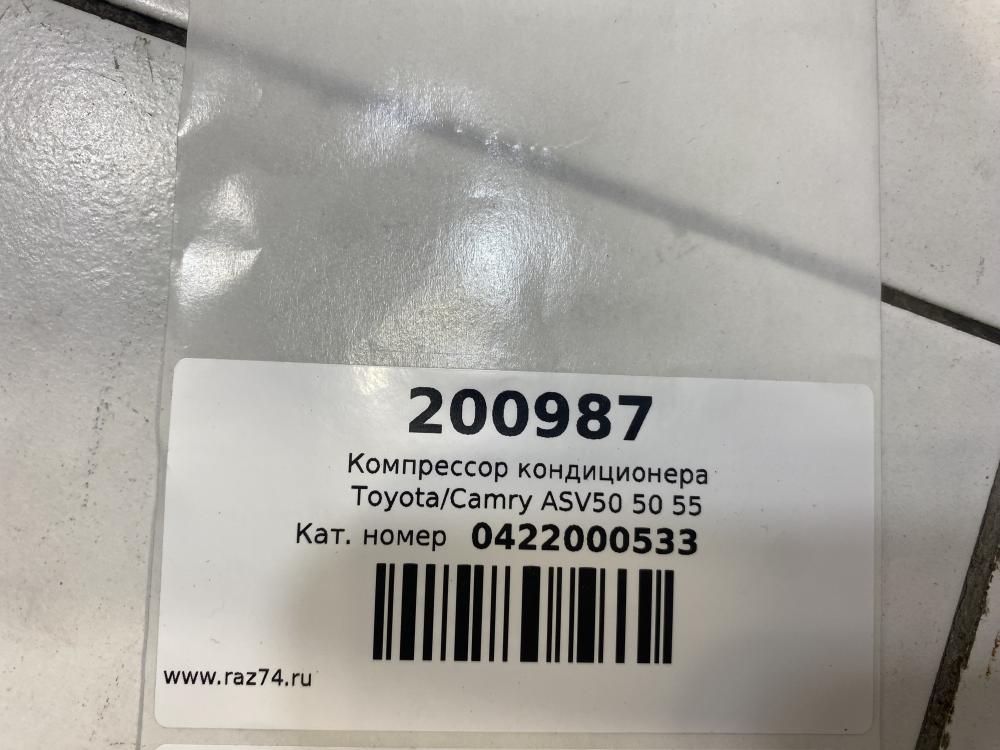 200987
Компрессор кондиционера
Toyota/Camry ASV50 50 55
Кат. номер 0422000533
www.raz74.ru